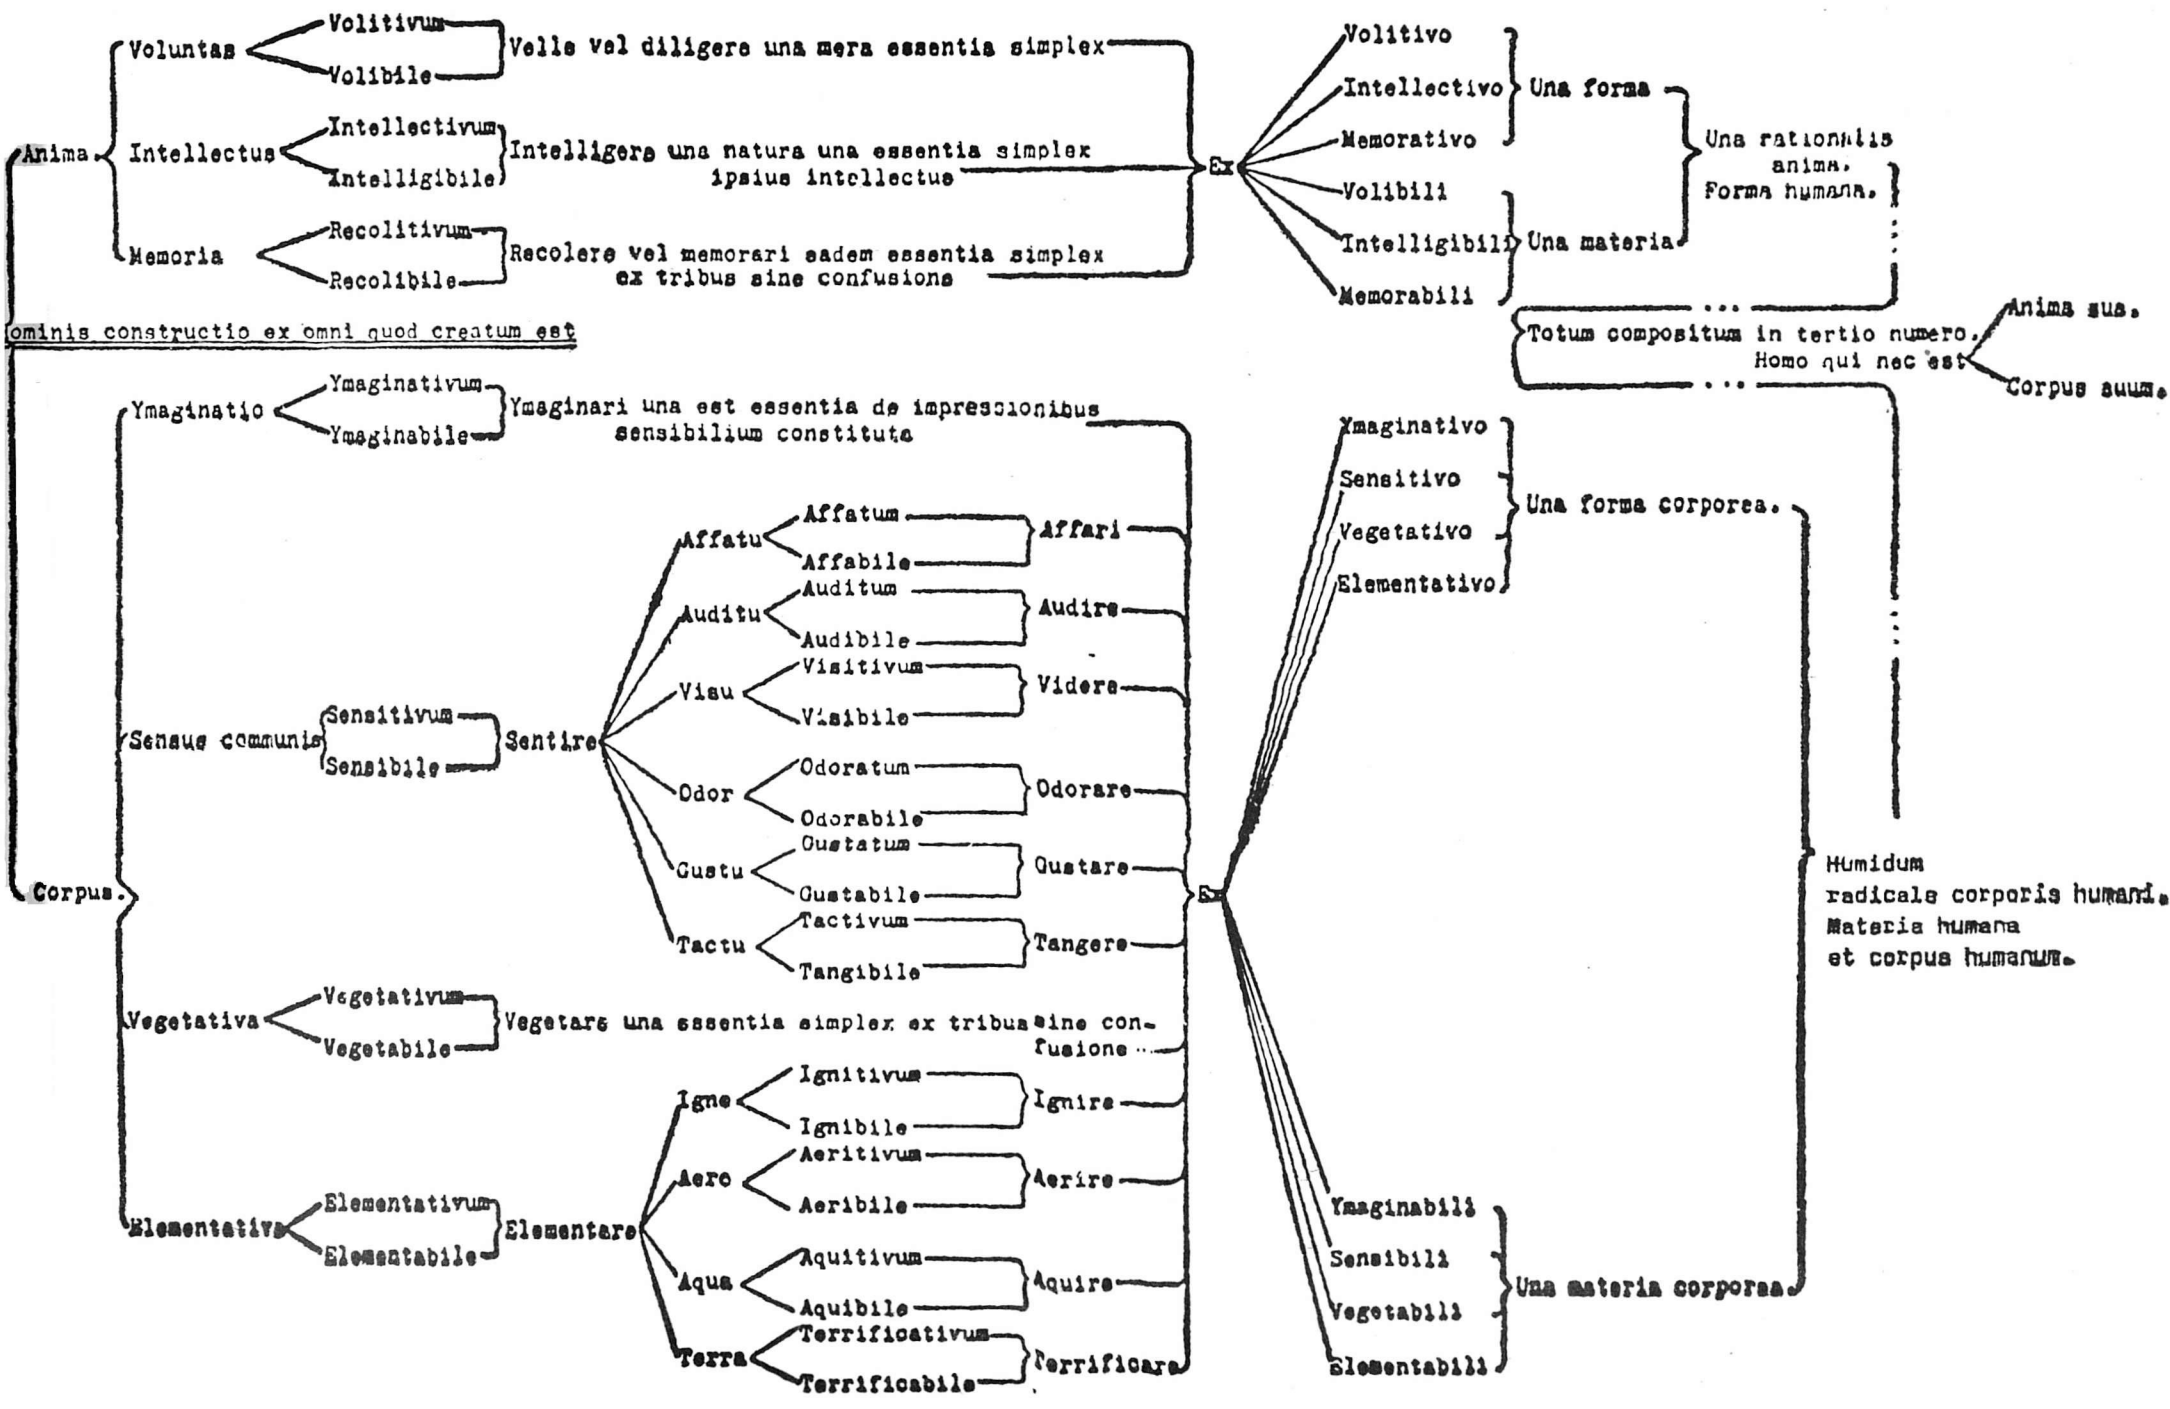 Volitivum
Voluntas
Volibile
Velle vel diligere una mera essentia simplex
Anima
Intellectivum
Intellectus
Intelligibile
Intelligere una natura una essentia simplex
ipsius intellectus
Recolitivum
Memoria
Recolibile
Recolere vel memorari eadem essentia simplex
ex tribus sine confusione
Ex
Volitivo
Intellectivo
Memorativo
Una forma
Volibili
Intelligibili
Memorabili
Una materia
Una rationalis
anima.
Forma humana.
ominis constructio ex omni quod creatum est
Totum compositum in tertio numero.
Homo qui nec est
Anima sua.
Corpus suum.
Corpus.
Ymaginatio
Ymaginativum
Ymaginabile
Ymaginari una est essentia de impressionibus
sensibilium constituta
Sensus communis
Sensitivum
Sensibile
Sentire
Affatu
Affatum
Affabile
Affari
Auditu
Auditum
Audibile
Audire
Visu
Visitivum
Visibile
Videre
Odor
Odoratum
Odorabile
Odorare
Gustu
Gustatum
Gustabile
Gustare
Tactu
Tactivum
Tangibile
Tangere
Vegetativa
Vegetativum
Vegetabile
Vegetare una essentia simplex ex tribus sine con-
fusione
Elementativa
Elementativum
Elementabile
Elementare
Igne
Ignitivum
Ignibile
Ignire
Aere
Aeritivum
Aeribile
Aerire
Aqua
Aquitivum
Aquibile
Aquire
Terra
Terrificativum
Terrificabile
Terrificare
Ex
Ymaginativo
Sensitivo
Vegetativo
Elementativo
Una forma corporea.
Ymaginabili
Sensibili
Vegetabili
Elementabili
Una materia corporea.
Humidum
radicale corporis humani.
Materia humana
et corpus humanum.